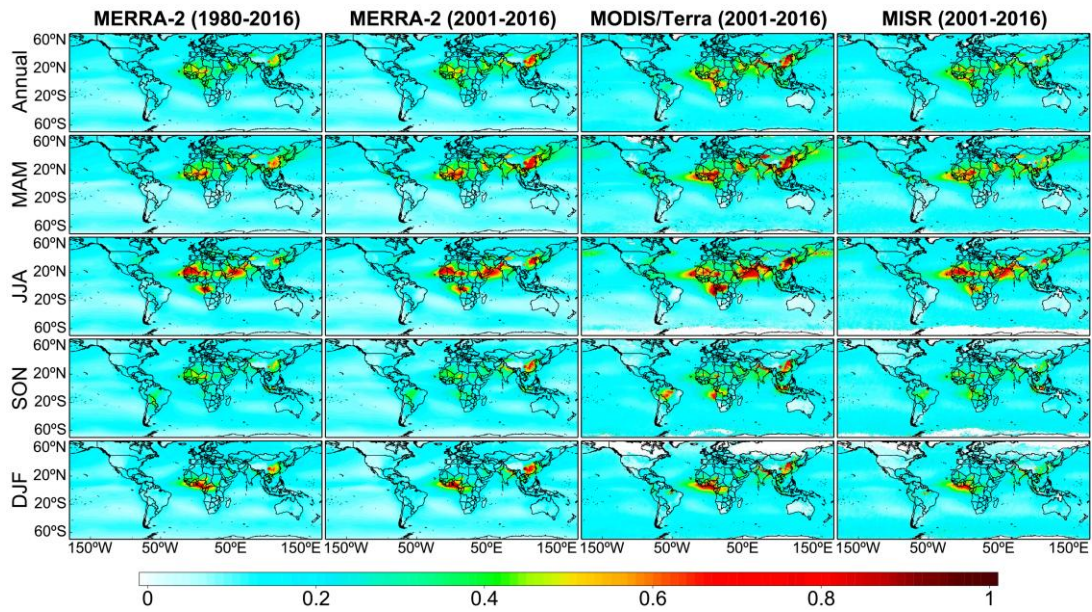 MERRA-2 (1980-2016) MERRA-2 (2001-2016) MODIS/Terra (2001-2016) MISR (2001-2016)
Annual
60ºN
20ºN
20ºS
60ºS
MAM
60ºN
20ºN
20ºS
60ºS
JJA
60ºN
20ºN
20ºS
60ºS
SON
60ºN
20ºN
20ºS
60ºS
DJF
60ºN
20ºN
20ºS
60ºS
150ºW 50ºW 50ºE 150ºE 150ºW 50ºW 50ºE 150ºE 150ºW 50ºW 50ºE 150ºE 150ºW 50ºW 50ºE 150ºE
0 0.2 0.4 0.6 0.8 1